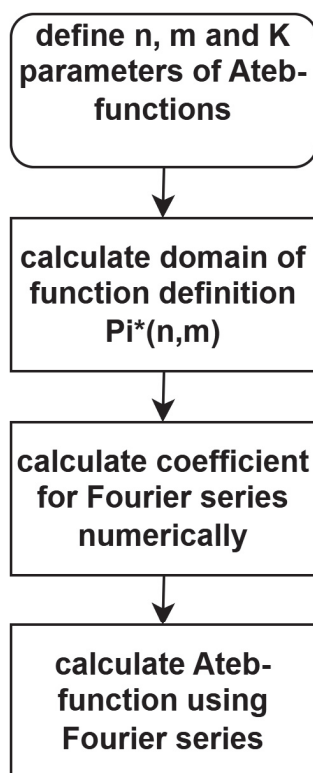 define n, m and K
parameters of Ateb-
functions
calculate domain of
function definition
Pi*(n,m)
calculate coefficient
for Fourier series
numerically
calculate Ateb-
function using
Fourier series